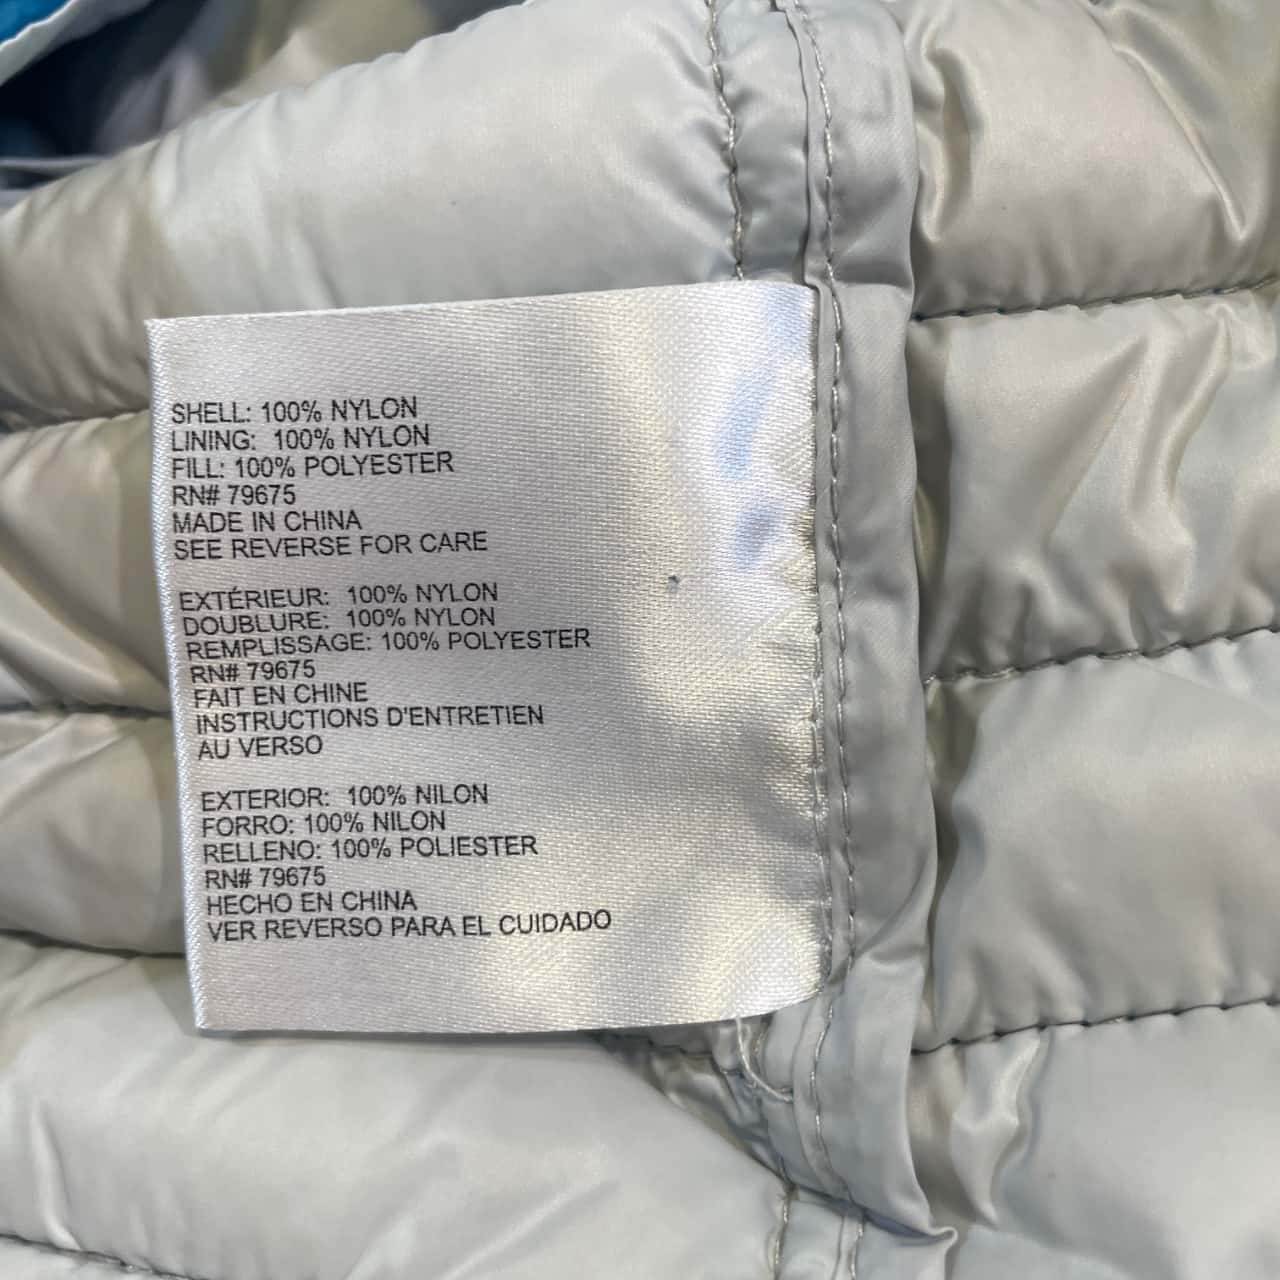 SHELL: 100% NYLON
LINING: 100% NYLON
FILL: 100% POLYESTER
RN# 79675
MADE IN CHINA
SEE REVERSE FOR CARE
EXTÉRIEUR: 100% NYLON
DOUBLURE: 100% NYLON
REMPLISSAGE: 100% POLYESTER
RN# 79675
FAIT EN CHINE
INSTRUCTIONS D'ENTRETIEN
AU VERSO
EXTERIOR: 100% NILON
FORRO: 100% NILON
RELLENO: 100% POLIESTER
RN# 79675
HECHO EN CHINA
VER REVERSO PARA EL CUIDADO